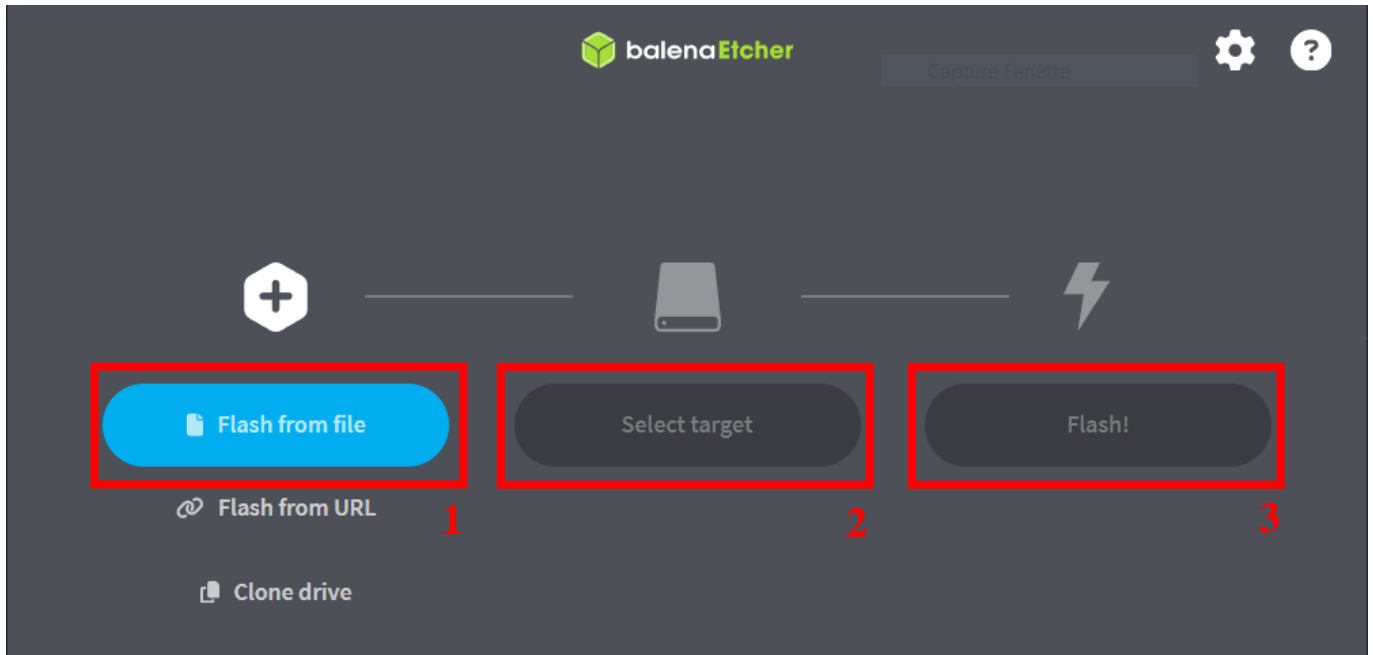 balenaEtcher
Capture Fenêtre
?
Flash from file
Select target
Flash!
Flash from URL
1
2
3
Clone drive